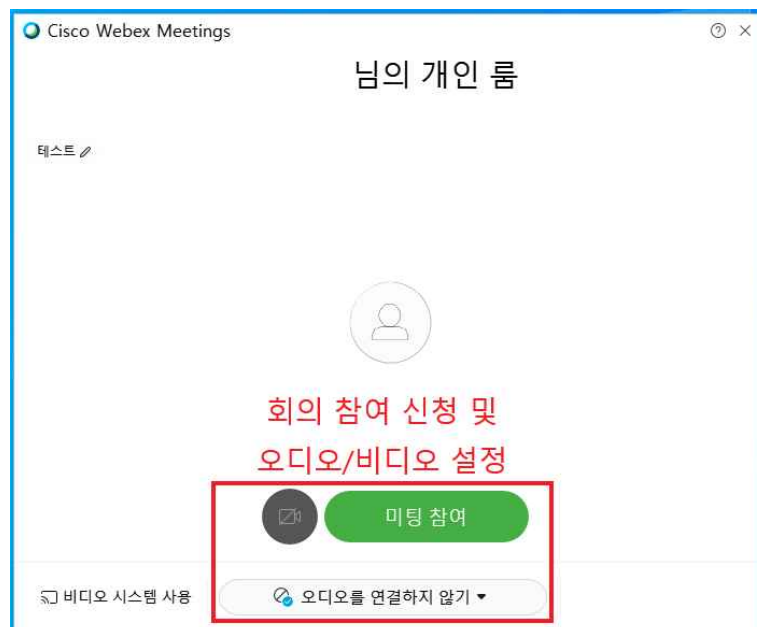 Cisco Webex Meetings
님의 개인 룸
테스트
회의 참여 신청 및
오디오/비디오 설정
미팅 참여
비디오 시스템 사용
오디오를 연결하지 않기